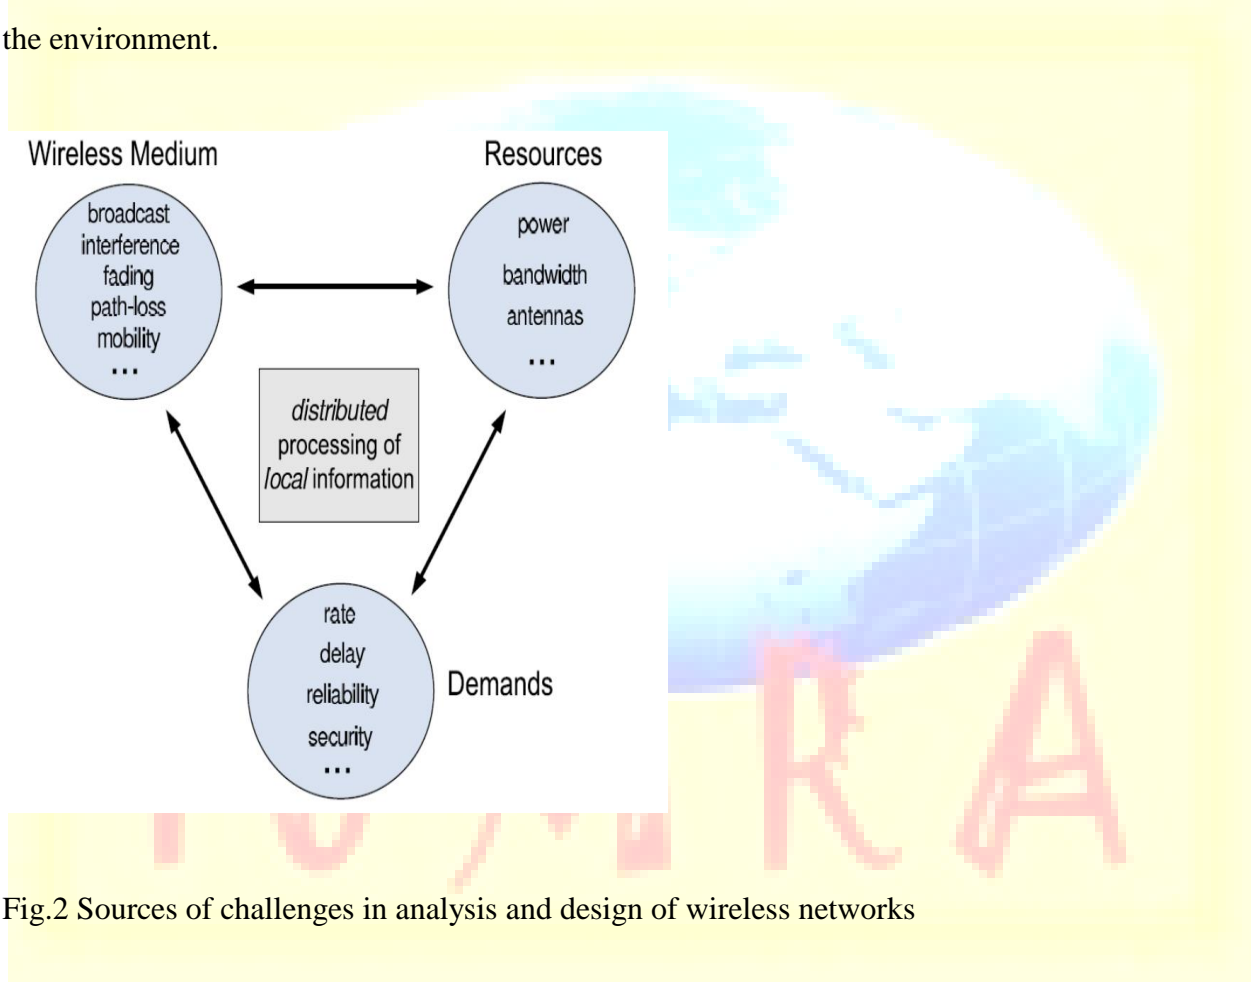 the environment.
Wireless Medium
broadcast
interference
fading
path-loss
mobility
...
Resources
power
bandwidth
antennas
...
distributed
processing of
local information
rate
delay
reliability
security
...
Demands
Fig.2 Sources of challenges in analysis and design of wireless networks